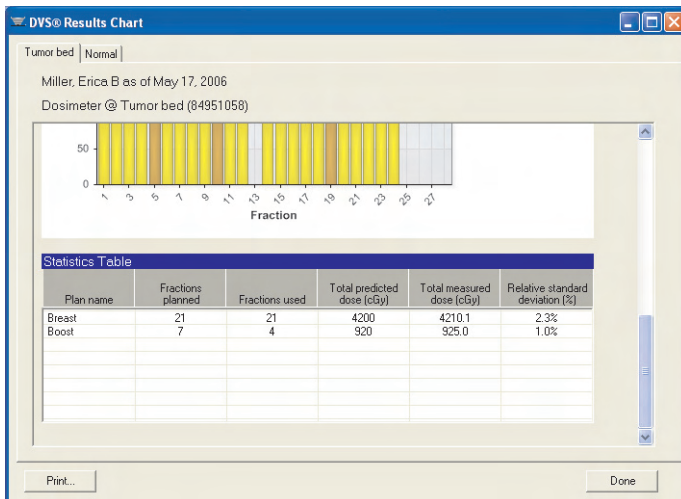 DVS® Results Chart
Tumor bed Normal
Miller, Erica B as of May 17, 2006
Dosimeter @ Tumor bed (84951058)
50
0
1 3 5 7 9 11 13 15 17 19 21 23 25 27
Fraction
Statistics Table
Plan name Fractions planned Fractions used Total predicted dose (cGy) Total measured dose (cGy) Relative standard deviation (%)
Breast 21 21 4200 4210.1 2.3%
Boost 7 4 920 925.0 1.0%
Print... Done